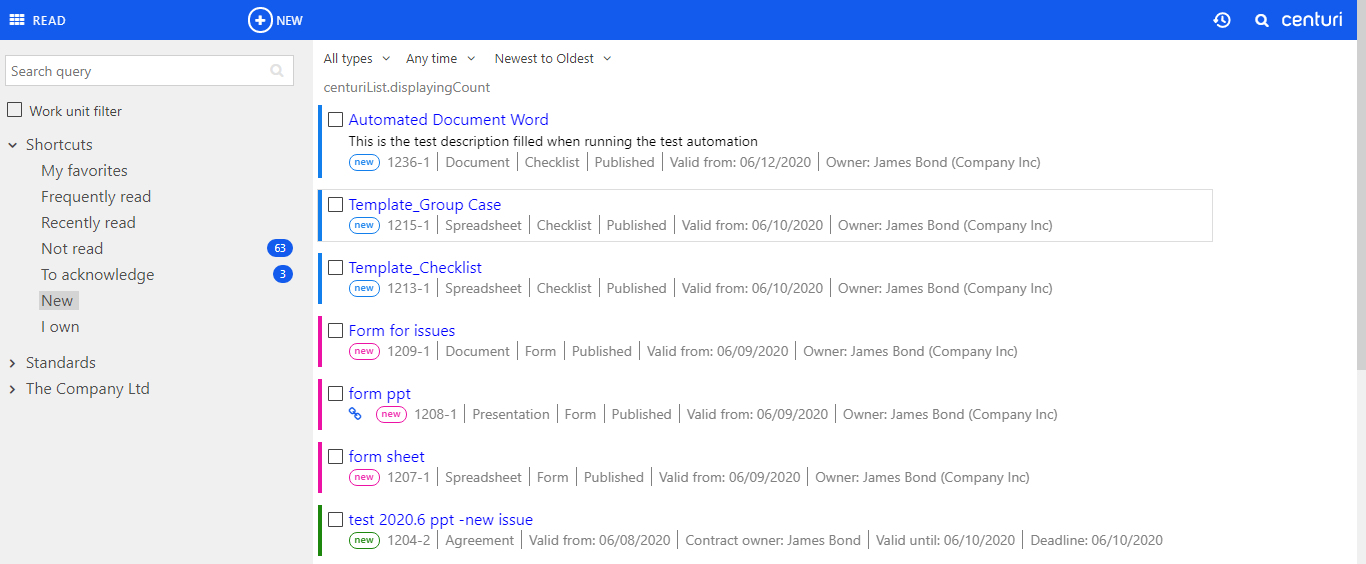 READ
NEW
centuri
Search query
Work unit filter
Shortcuts
My favorites
Frequently read
Recently read
Not read 63
To acknowledge 3
New
I own
Standards
The Company Ltd
All types Any time Newest to Oldest
centuriList.displayingCount
Automated Document Word
This is the test description filled when running the test automation
new 1236-1 Document Checklist Published Valid from: 06/12/2020 Owner: James Bond (Company Inc)
Template_Group Case
new 1215-1 Spreadsheet Checklist Published Valid from: 06/10/2020 Owner: James Bond (Company Inc)
Template_Checklist
new 1213-1 Spreadsheet Checklist Published Valid from: 06/10/2020 Owner: James Bond (Company Inc)
Form for issues
new 1209-1 Document Form Published Valid from: 06/09/2020 Owner: James Bond (Company Inc)
form ppt
new 1208-1 Presentation Form Published Valid from: 06/09/2020 Owner: James Bond (Company Inc)
form sheet
new 1207-1 Spreadsheet Form Published Valid from: 06/09/2020 Owner: James Bond (Company Inc)
test 2020.6 ppt -new issue
new 1204-2 Agreement Valid from: 06/08/2020 Contract owner: James Bond Valid until: 06/10/2020 Deadline: 06/10/2020